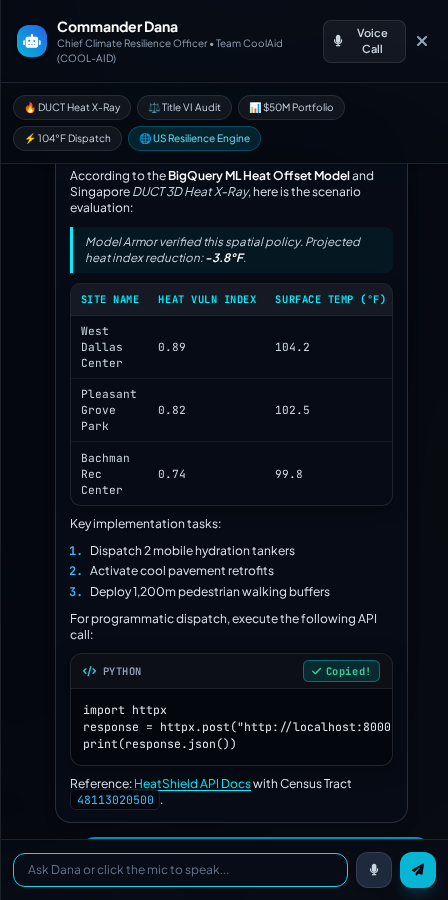 Commander Dana
Chief Climate Resilience Officer • Team CoolAid
(COOL-AID)
Voice
Call
🔥 DUCT Heat X-Ray
⚖️ Title VI Audit
📊 $50M Portfolio
⚡ 104°F Dispatch
🌐 US Resilience Engine
According to the BigQuery ML Heat Offset Model and
Singapore DUCT 3D Heat X-Ray, here is the scenario
evaluation:
Model Armor verified this spatial policy. Projected
heat index reduction: -3.8°F.
SITE NAME HEAT VULN INDEX SURFACE TEMP (°F)
West
Dallas
Center
0.89 104.2
Pleasant
Grove
Park
0.82 102.5
Bachman
Rec
Center
0.74 99.8
Key implementation tasks:
1. Dispatch 2 mobile hydration tankers
2. Activate cool pavement retrofits
3. Deploy 1,200m pedestrian walking buffers
For programmatic dispatch, execute the following API
call:
</> PYTHON
Copied!
import httpx
response = httpx.post("http://localhost:8000
print(response.json())
Reference: HeatShield API Docs with Census Tract
48113020500 .
Ask Dana or click the mic to speak...